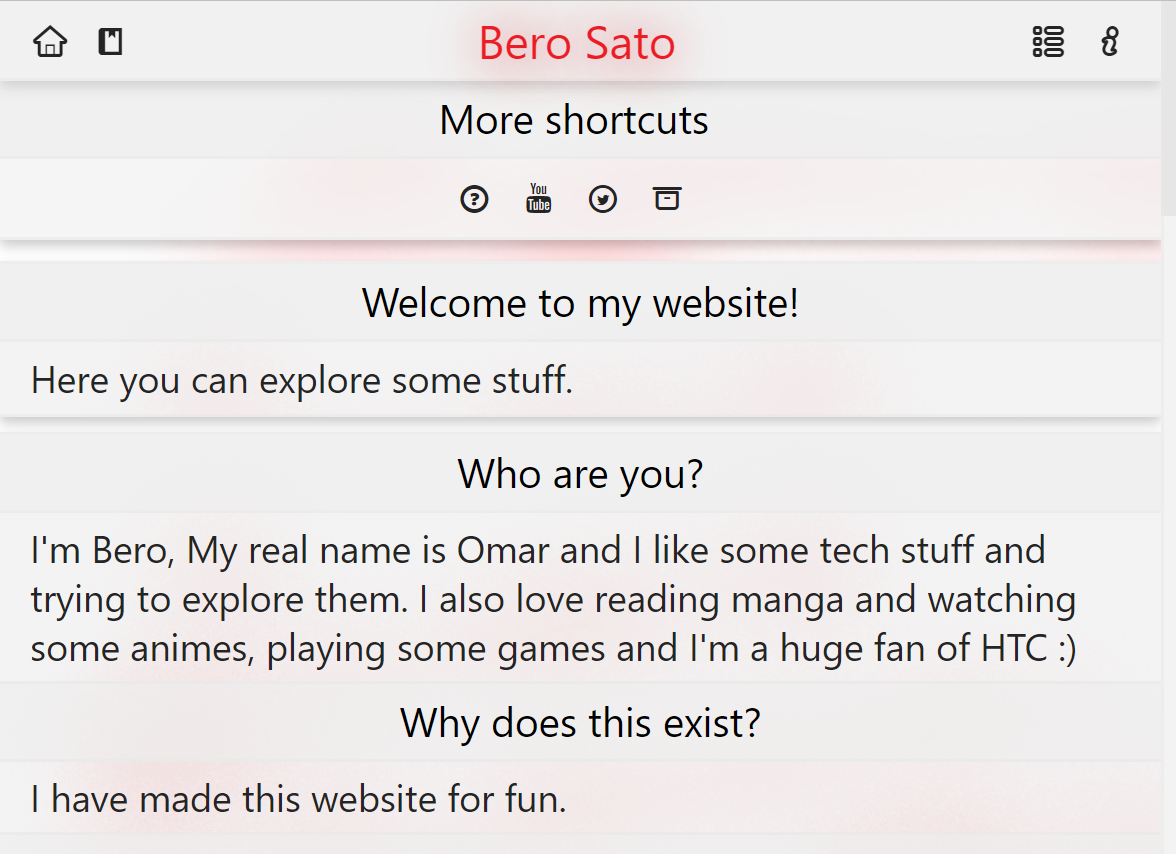 Bero Sato
More shortcuts
You
Tube
Welcome to my website!
Here you can explore some stuff.
Who are you?
I'm Bero, My real name is Omar and I like some tech stuff and
trying to explore them. I also love reading manga and watching
some animes, playing some games and I'm a huge fan of HTC :)
Why does this exist?
I have made this website for fun.